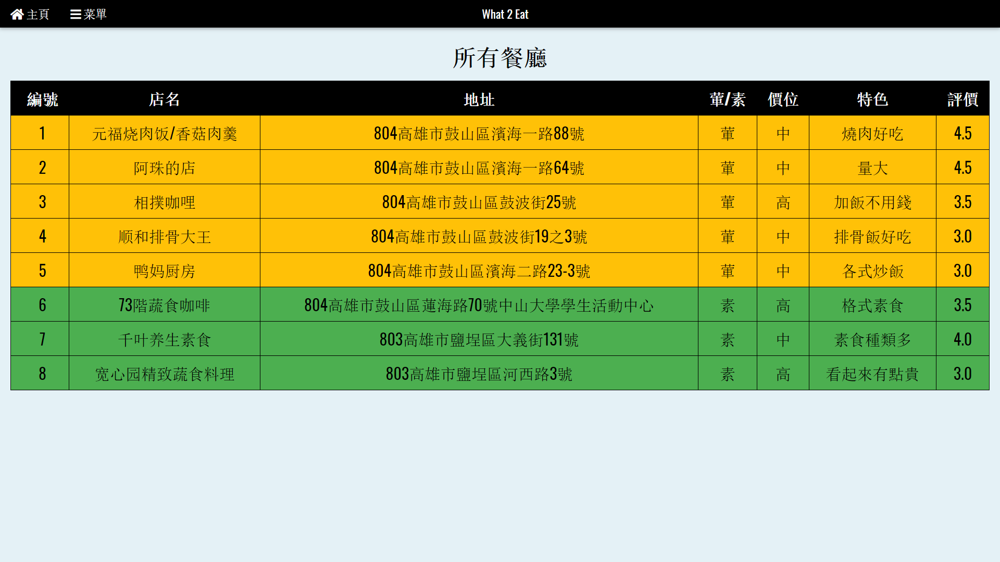 主頁 菜單 What 2 Eat
所有餐廳
編號 店名 地址 葷/素 價位 特色 評價
1 元福烧肉饭/香菇肉羹 804高雄市鼓山區濱海一路88號 葷 中 燒肉好吃 4.5
2 阿珠的店 804高雄市鼓山區濱海一路64號 葷 中 量大 4.5
3 相撲咖哩 804高雄市鼓山區鼓波街25號 葷 高 加飯不用錢 3.5
4 顺和排骨大王 804高雄市鼓山區鼓波街19之3號 葷 中 排骨飯好吃 3.0
5 鸭妈厨房 804高雄市鼓山區濱海二路23-3號 葷 中 各式炒飯 3.0
6 73階蔬食咖啡 804高雄市鼓山區蓮海路70號中山大學學生活動中心 素 高 格式素食 3.5
7 千叶养生素食 803高雄市鹽埕區大義街131號 素 中 素食種類多 4.0
8 宽心园精致蔬食料理 803高雄市鹽埕區河西路3號 素 高 看起來有點貴 3.0